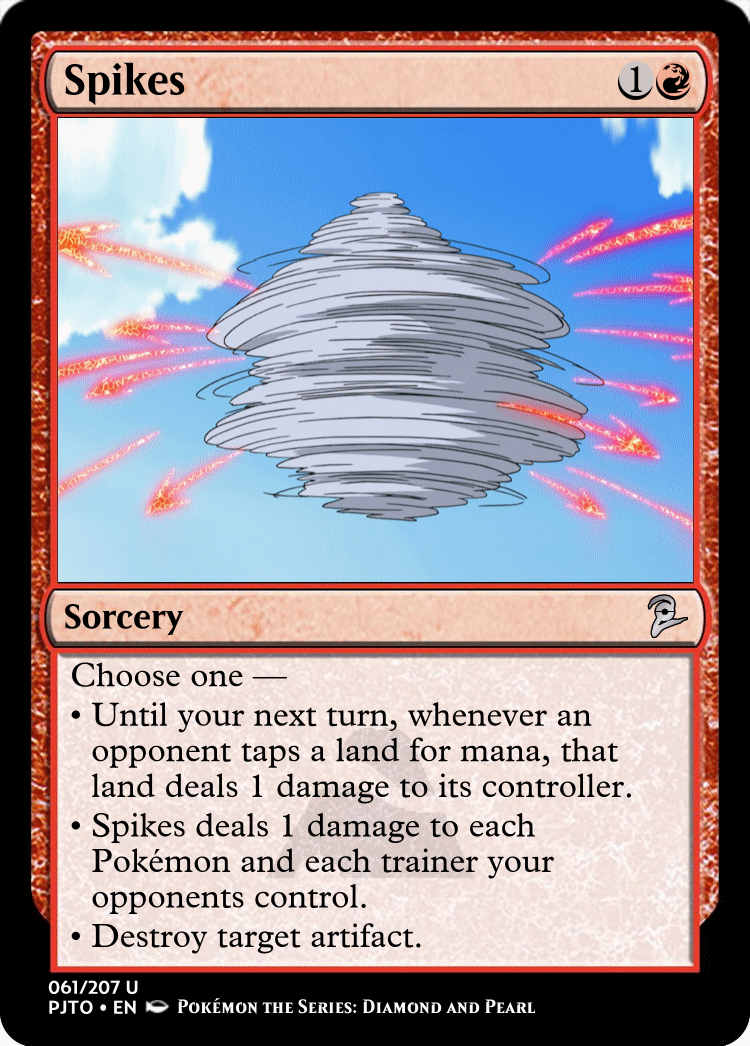 Spikes 1
Sorcery
Choose one —
• Until your next turn, whenever an
opponent taps a land for mana, that
land deals 1 damage to its controller.
• Spikes deals 1 damage to each
Pokémon and each trainer your
opponents control.
• Destroy target artifact.
061/207 U
PJTO • EN Pokémon the Series: Diamond and Pearl